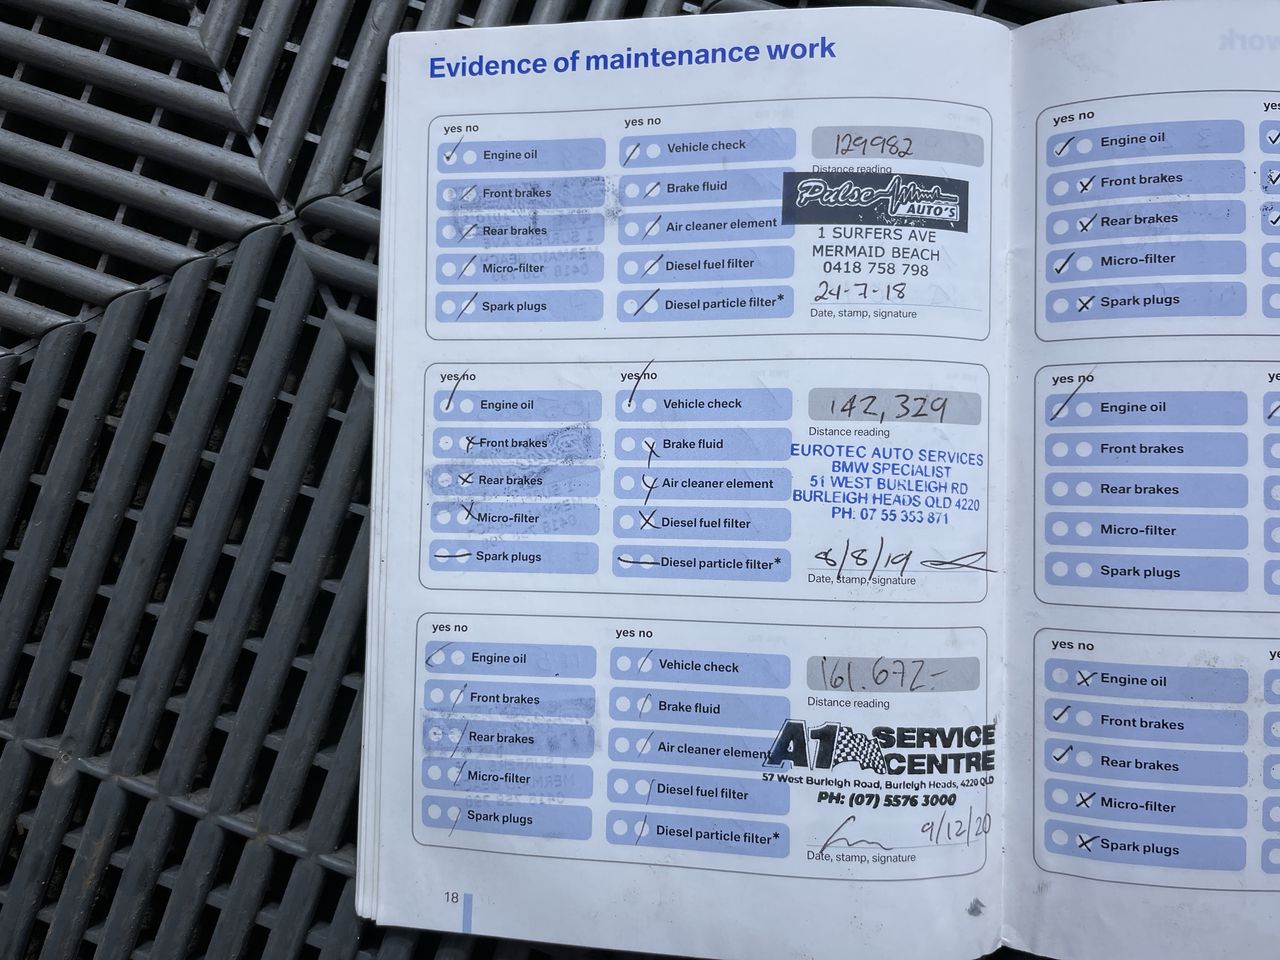 Evidence of maintenance work
yes no
Engine oil
Front brakes
Rear brakes
Micro-filter
Spark plugs
yes no
Vehicle check
Brake fluid
Air cleaner element
Diesel fuel filter
Diesel particle filter*
129982
Distance reading
Pulse
AUTO'S
1 SURFERS AVE
MERMAID BEACH
0418 758 798
24-7-18
Date, stamp, signature
yes no
Engine oil
Front brakes
Rear brakes
Micro-filter
Spark plugs
yes no
Vehicle check
Brake fluid
Air cleaner element
Diesel fuel filter
Diesel particle filter*
142,329
Distance reading
EUROTEC AUTO SERVICES
BMW SPECIALIST
51 WEST BURLEIGH RD
BURLEIGH HEADS QLD 4220
PH: 07 55 353 871
8/8/19
Date, stamp, signature
yes no
Engine oil
Front brakes
Rear brakes
Micro-filter
Spark plugs
yes no
Vehicle check
Brake fluid
Air cleaner element
Diesel fuel filter
Diesel particle filter*
161.672-
Distance reading
A1 SERVICE
CENTRE
57 West Burleigh Road, Burleigh Heads, 4220 QLD
PH: (07) 5576 3000
9/12/20
Date, stamp, signature
18
yes no
Engine oil
Front brakes
Rear brakes
Micro-filter
Spark plugs
yes no
Engine oil
Front brakes
Rear brakes
Micro-filter
Spark plugs
yes no
Engine oil
Front brakes
Rear brakes
Micro-filter
Spark plugs